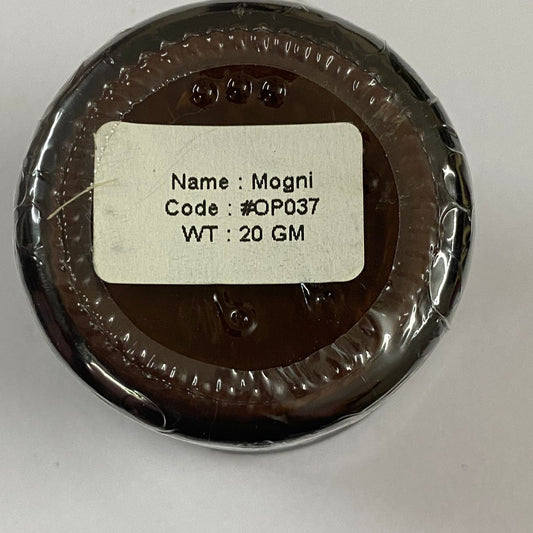 Name : Mogni
Code : #OP037
WT : 20 GM